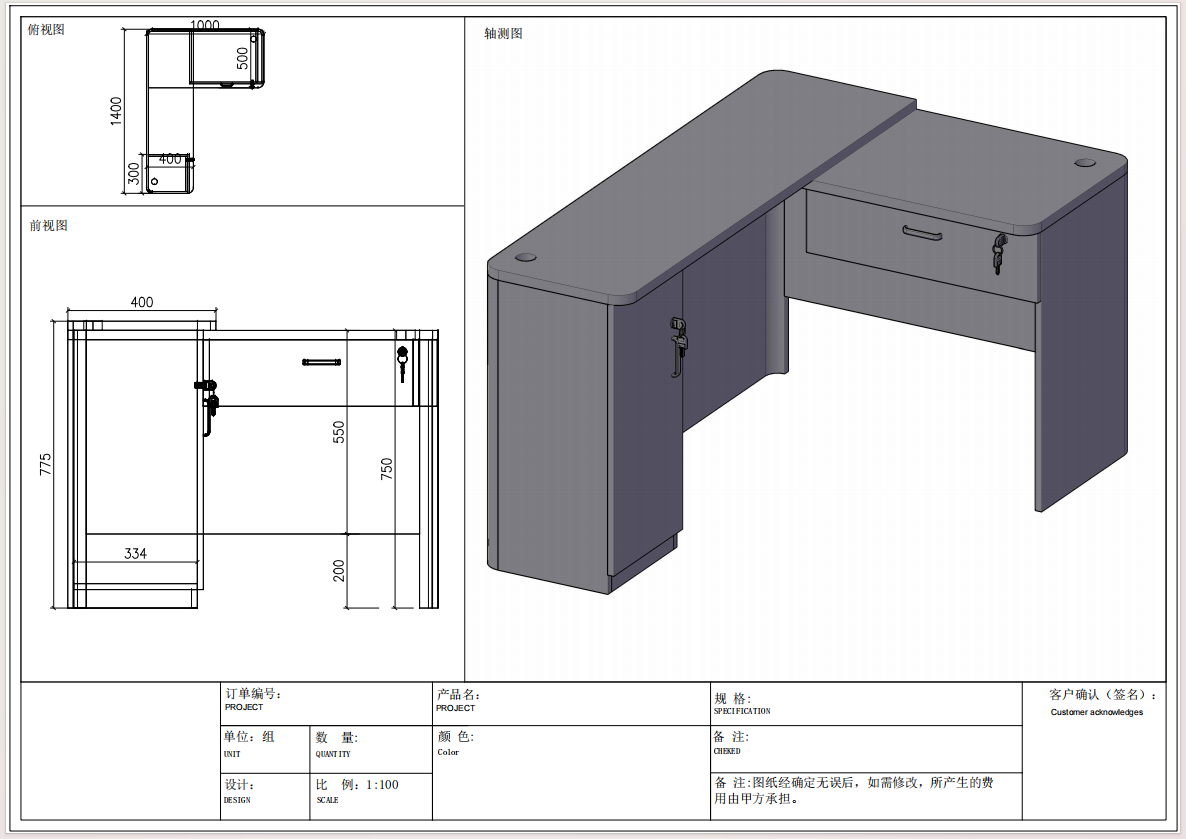 俯视图
1000
500
1400
400
300
轴测图
前视图
400
775
550
750
334
200
订单编号:
PROJECT
产品名:
PROJECT
规 格:
SPECIFICATION
客户确认（签名）:
Customer acknowledges
单位: 组
UNIT
数 量:
QUANTITY
颜 色:
Color
备 注:
CHEKED
设计:
DESIGN
比 例: 1:100
SCALE
备 注:图纸经确定无误后，如需修改，所产生的费
用由甲方承担。